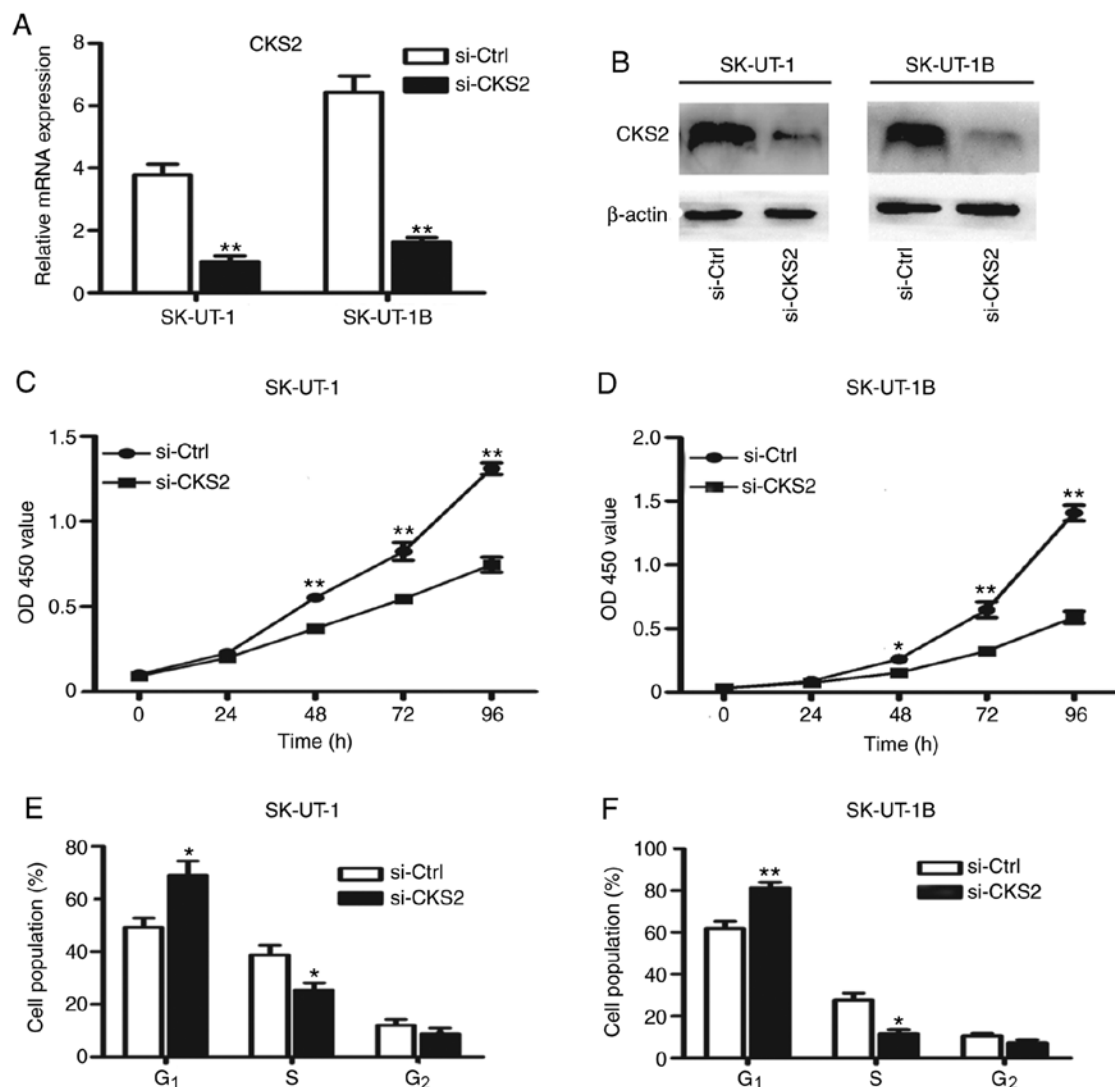 A
CKS2
si-Ctrl
si-CKS2
Relative mRNA expression
8
6
4
2
0
**
**
SK-UT-1 SK-UT-1B
B
SK-UT-1 SK-UT-1B
CKS2
β-actin
si-Ctrl si-CKS2 si-Ctrl si-CKS2
C
SK-UT-1
si-Ctrl
si-CKS2
OD 450 value
1.5
1.0
0.5
0
** ** **
0 24 48 72 96
Time (h)
D
SK-UT-1B
si-Ctrl
si-CKS2
OD 450 value
2.0
1.5
1.0
0.5
0
* ** **
0 24 48 72 96
Time (h)
E
SK-UT-1
si-Ctrl
si-CKS2
Cell population (%)
80
60
40
20
0
* *
G1 S G2
F
SK-UT-1B
si-Ctrl
si-CKS2
Cell population (%)
100
80
60
40
20
0
** *
G1 S G2